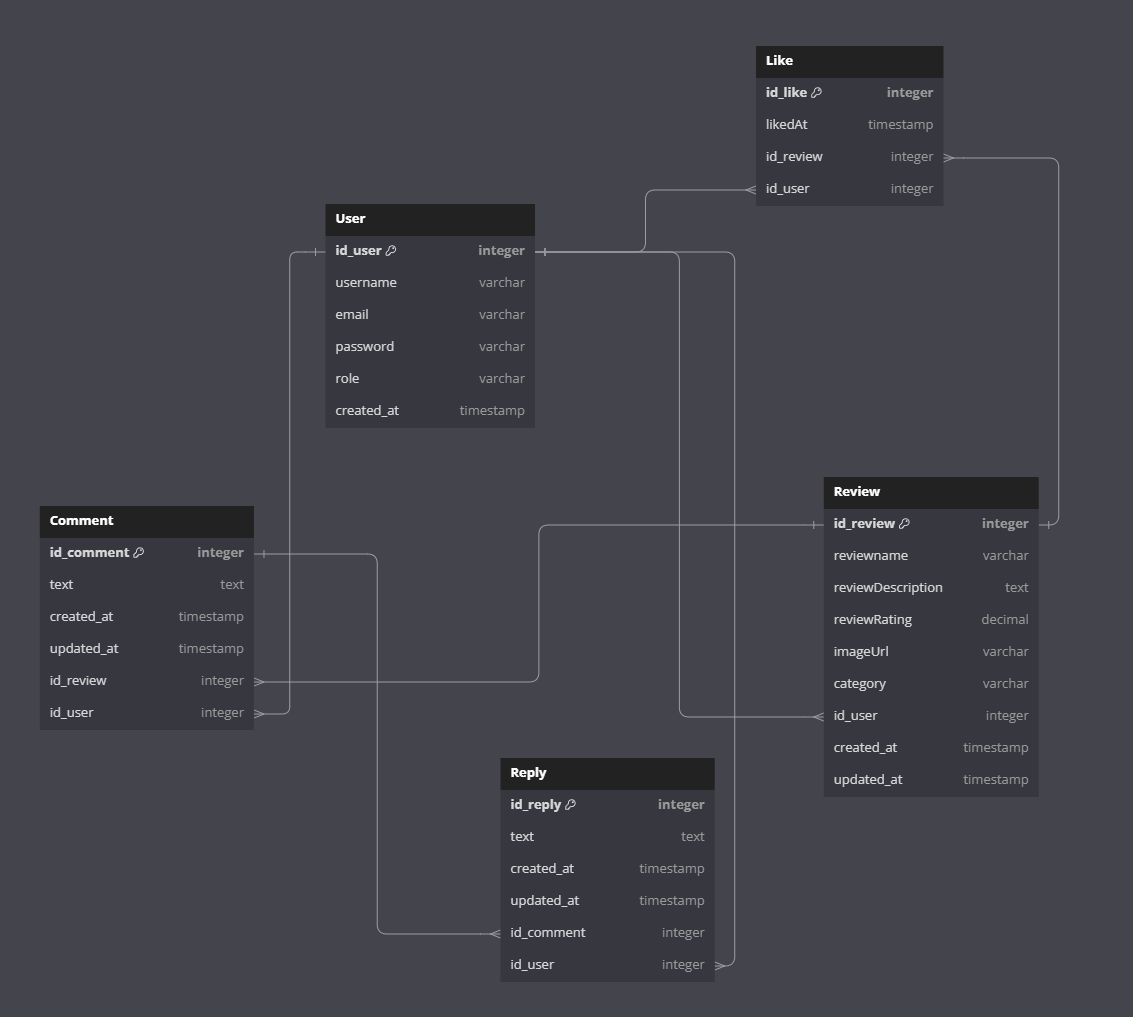 Like
id_like integer
likedAt timestamp
id_review integer
id_user integer
User
id_user integer
username varchar
email varchar
password varchar
role varchar
created_at timestamp
Comment
id_comment integer
text text
created_at timestamp
updated_at timestamp
id_review integer
id_user integer
Review
id_review integer
reviewname varchar
reviewDescription text
reviewRating decimal
imageUrl varchar
category varchar
id_user integer
created_at timestamp
updated_at timestamp
Reply
id_reply integer
text text
created_at timestamp
updated_at timestamp
id_comment integer
id_user integer